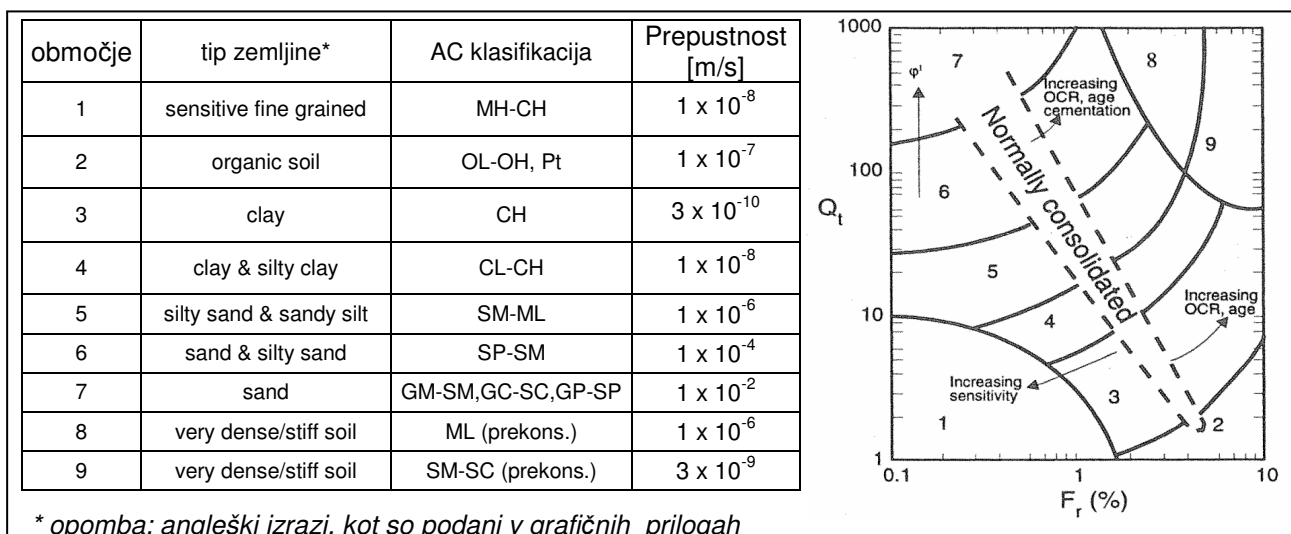 območje tip zemljine* AC klasifikacija Prepustnost [m/s]
1 sensitive fine grained MH-CH 1 x 10⁻⁸
2 organic soil OL-OH, Pt 1 x 10⁻⁷
3 clay CH 3 x 10⁻¹⁰
4 clay & silty clay CL-CH 1 x 10⁻⁸
5 silty sand & sandy silt SM-ML 1 x 10⁻⁶
6 sand & silty sand SP-SM 1 x 10⁻⁴
7 sand GM-SM,GC-SC,GP-SP 1 x 10⁻²
8 very dense/stiff soil ML (prekons.) 1 x 10⁻⁶
9 very dense/stiff soil SM-SC (prekons.) 3 x 10⁻⁹
* opomba: angleški izrazi, kot so podani v grafičnih prilogah
1000
100
10
1
Qt
0.1 1 10
Fr (%)
7
8
φ'
Increasing
OCR, age
cementation
9
6
Normally consolidated
5
4
Increasing
OCR, age
Increasing
sensitivity
3
1
2